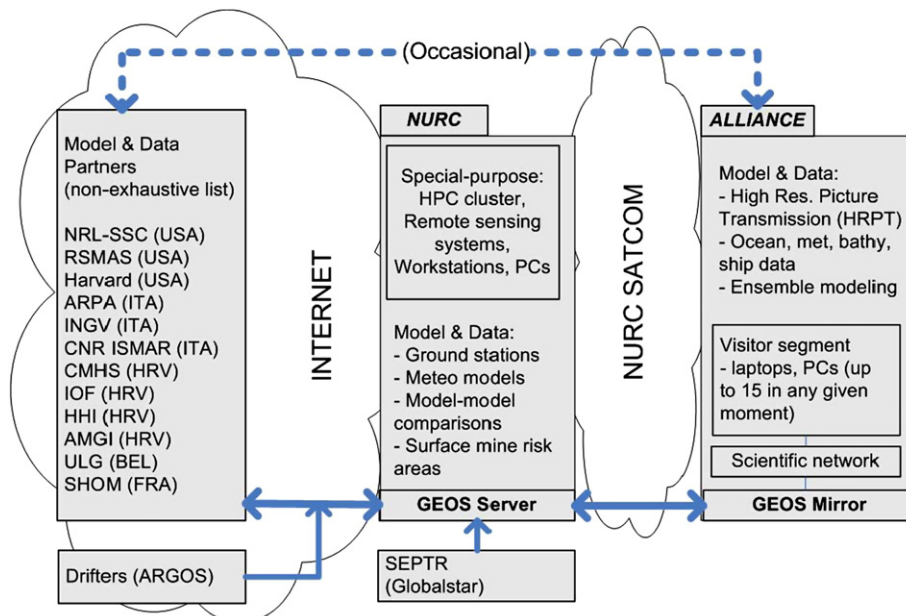 (Occasional)
Model & Data
Partners
(non-exhaustive list)
NRL-SSC (USA)
RSMAS (USA)
Harvard (USA)
ARPA (ITA)
INGV (ITA)
CNR ISMAR (ITA)
CMHS (HRV)
IOF (HRV)
HHI (HRV)
AMGI (HRV)
ULG (BEL)
SHOM (FRA)
Drifters (ARGOS)
INTERNET
NURC
Special-purpose:
HPC cluster,
Remote sensing
systems,
Workstations, PCs
Model & Data:
- Ground stations
- Meteo models
- Model-model
comparisons
- Surface mine risk
areas
GEOS Server
SEPTR
(Globalstar)
NURC SATCOM
ALLIANCE
Model & Data:
- High Res. Picture
Transmission (HRPT)
- Ocean, met, bathy,
ship data
- Ensemble modeling
Visitor segment
- laptops, PCs (up
to 15 in any given
moment)
Scientific network
GEOS Mirror